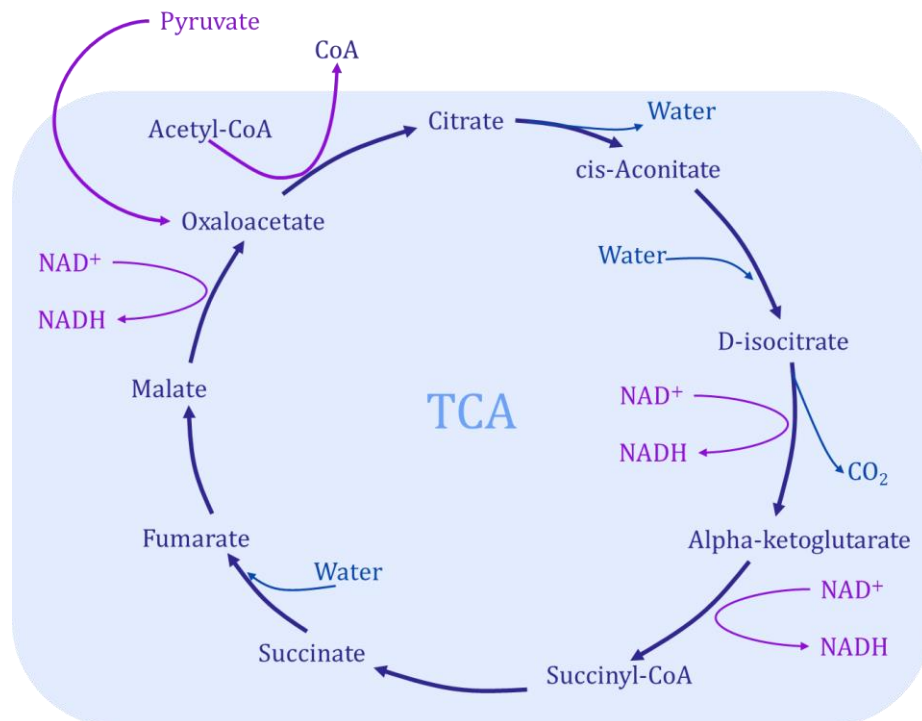 Pyruvate
CoA
Acetyl-CoA
Citrate
Water
cis-Aconitate
Oxaloacetate
NAD⁺
Water
NADH
D-isocitrate
Malate
TCA
NAD⁺
NADH
CO₂
Fumarate
Alpha-ketoglutarate
Water
NAD⁺
Succinate
NADH
Succinyl-CoA